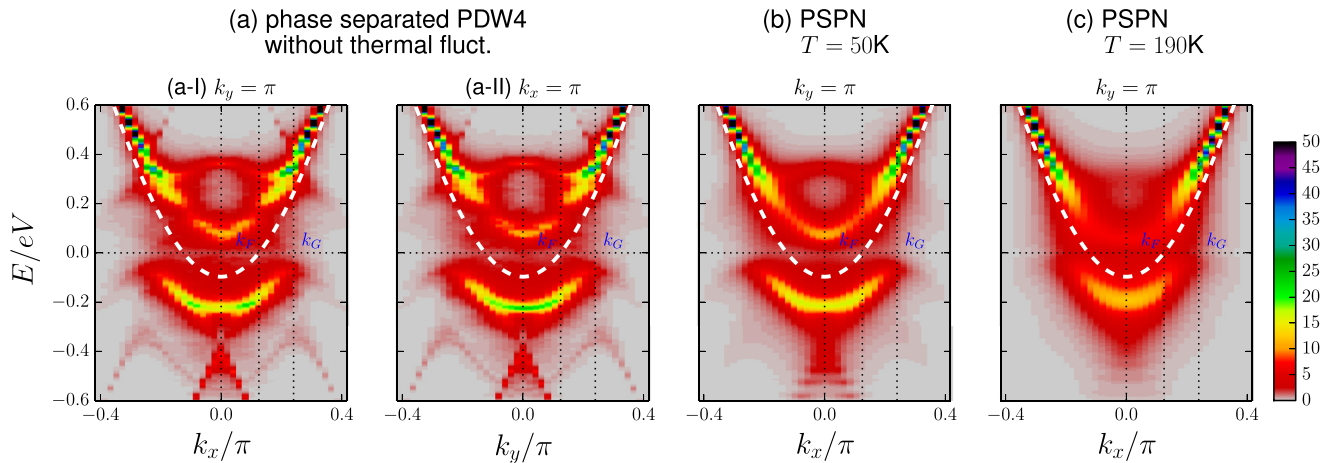 (a) phase separated PDW4
without thermal fluct.
(b) PSPN
T = 50K
(c) PSPN
T = 190K
(a-I) k_y = π
(a-II) k_x = π
k_y = π
k_y = π
E/eV
0.6
0.4
0.2
0.0
−0.2
−0.4
−0.6
k_F
k_G
k_F
k_G
k_F
k_G
k_F
k_G
−0.4 0.0 0.4
−0.4 0.0 0.4
−0.4 0.0 0.4
−0.4 0.0 0.4
k_x/π
k_y/π
k_x/π
k_x/π
50
45
40
35
30
25
20
15
10
5
0